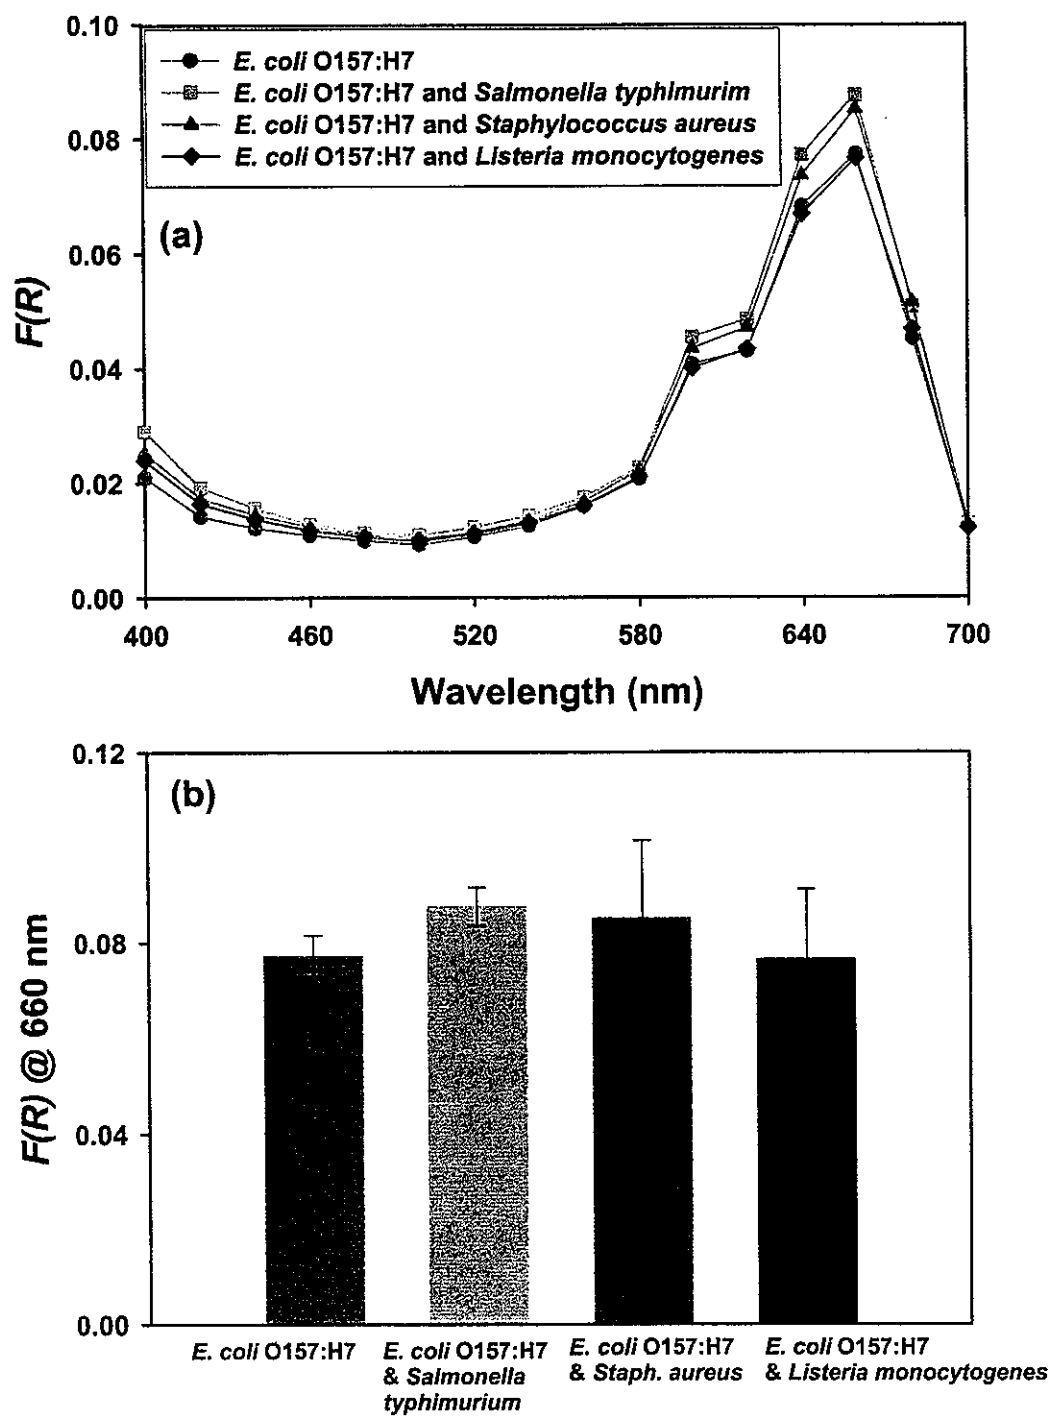 0.10
E. coli O157:H7
E. coli O157:H7 and Salmonella typhimurim
E. coli O157:H7 and Staphylococcus aureus
E. coli O157:H7 and Listeria monocytogenes
0.08
(a)
0.06
F(R)
0.04
0.02
0.00
400 460 520 580 640 700
Wavelength (nm)
0.12
(b)
0.08
F(R) @ 660 nm
0.04
0.00
E. coli O157:H7
E. coli O157:H7
& Salmonella
typhimurium
E. coli O157:H7
& Staph. aureus
E. coli O157:H7
& Listeria monocytogenes